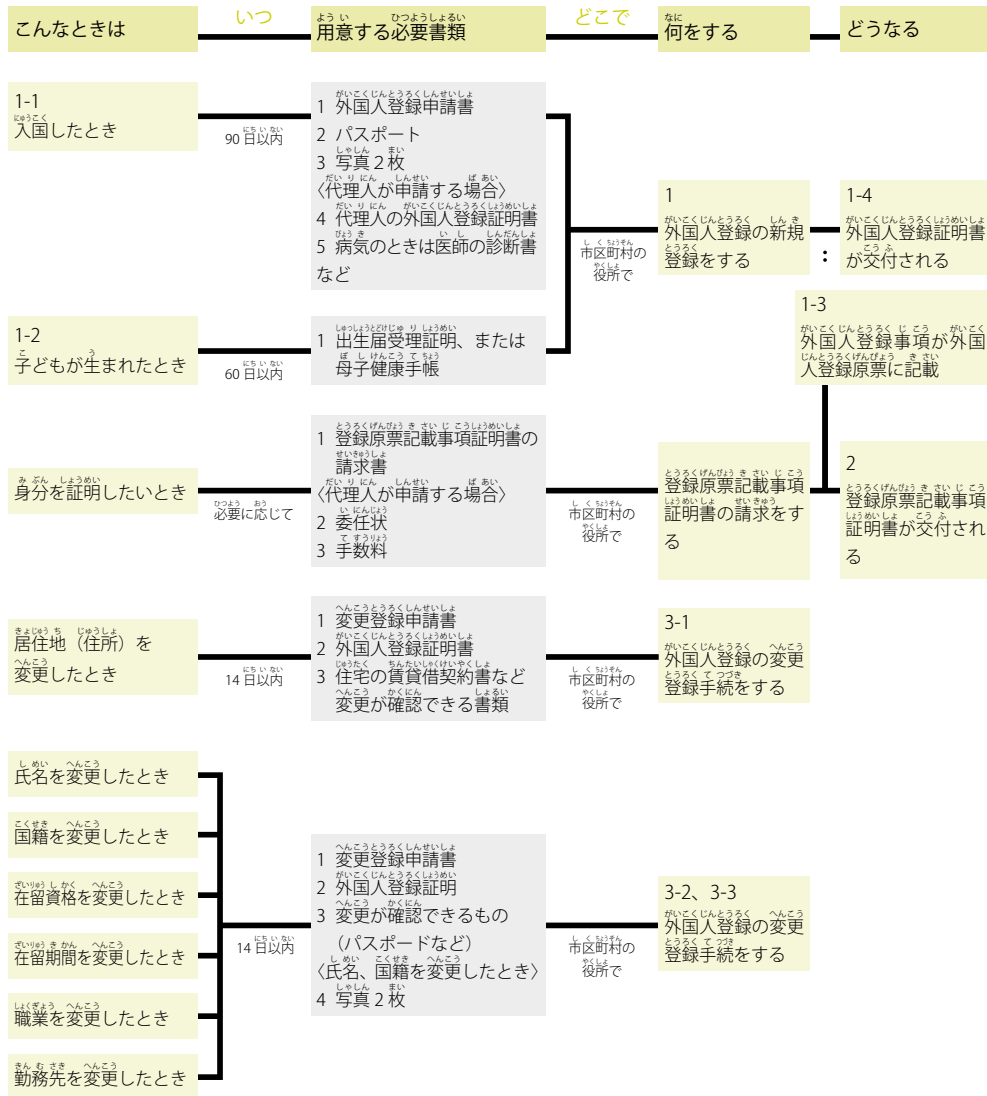 こんなときは
いつ
用意する必要書類
どこで
何をする
どうなる
1-1
入国したとき
90日以内
1 外国人登録申請書
2 パスポート
3 写真2枚
〈代理人が申請する場合〉
4 代理人の外国人登録証明書
5 病気のときは医師の診断書
など
市区町村の
役所で
1
外国人登録の新規
登録をする
:
1-4
外国人登録証明書
が交付される
1-2
子どもが生まれたとき
60日以内
1 出生届受理証明、または
母子健康手帳
1-3
外国人登録事項が外国
人登録原票に記載
身分を証明したいとき
必要に応じて
1 登録原票記載事項証明書の
請求書
〈代理人が申請する場合〉
2 委任状
3 手数料
市区町村の
役所で
登録原票記載事項
証明書の請求をす
る
2
登録原票記載事項
証明書が交付され
る
居住地(住所)を
変更したとき
14日以内
1 変更登録申請書
2 外国人登録証明書
3 住宅の賃貸借契約書など
変更が確認できる書類
市区町村の
役所で
3-1
外国人登録の変更
登録手続をする
氏名を変更したとき
国籍を変更したとき
在留資格を変更したとき
在留期間を変更したとき
職業を変更したとき
勤務先を変更したとき
14日以内
1 変更登録申請書
2 外国人登録証明
3 変更が確認できるもの
(パスポードなど)
〈氏名、国籍を変更したとき〉
4 写真2枚
市区町村の
役所で
3-2、3-3
外国人登録の変更
登録手続をする